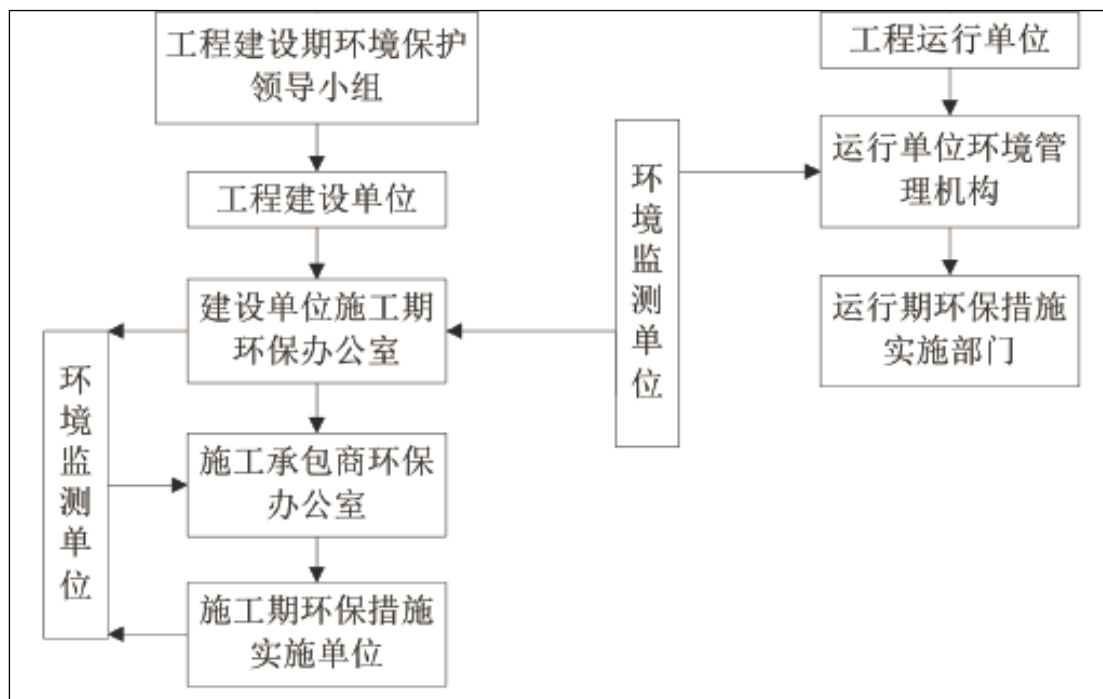 工程建设期环境保护
领导小组
工程建设单位
建设单位施工期
环保办公室
施工承包商环保
办公室
施工期环保措施
实施单位
环境监测单位
环境监测单位
工程运行单位
运行单位环境管
理机构
运行期环保措施
实施部门